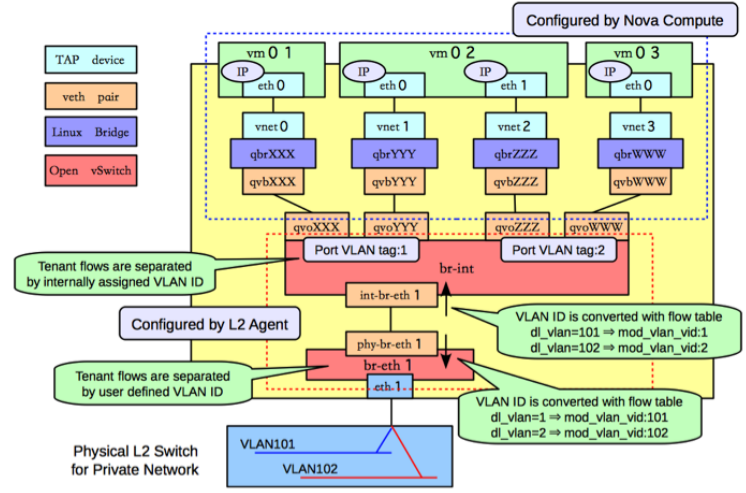 Configured by Nova Compute
vm 0 1
vm 0 2
vm 0 3
TAP device
veth pair
Linux Bridge
Open vSwitch
IP
IP
IP
IP
eth 0
eth 0
eth 1
eth 0
vnet 0
vnet 1
vnet 2
vnet 3
qbrXXX
qbrYYY
qbrZZZ
qbrWWW
qvbXXX
qvbYYY
qvbZZZ
qvbWWW
qvoXXX
qvoYYY
qvoZZZ
qvoWWW
Port VLAN tag:1
Port VLAN tag:2
br-int
Tenant flows are separated
by internally assigned VLAN ID
int-br-eth 1
Configured by L2 Agent
VLAN ID is converted with flow table
dl_vlan=101 ⇒ mod_vlan_vid:1
dl_vlan=102 ⇒ mod_vlan_vid:2
phy-br-eth 1
br-eth 1
Tenant flows are separated
by user defined VLAN ID
eth 1
VLAN ID is converted with flow table
dl_vlan=1 ⇒ mod_vlan_vid:101
dl_vlan=2 ⇒ mod_vlan_vid:102
Physical L2 Switch
for Private Network
VLAN101
VLAN102